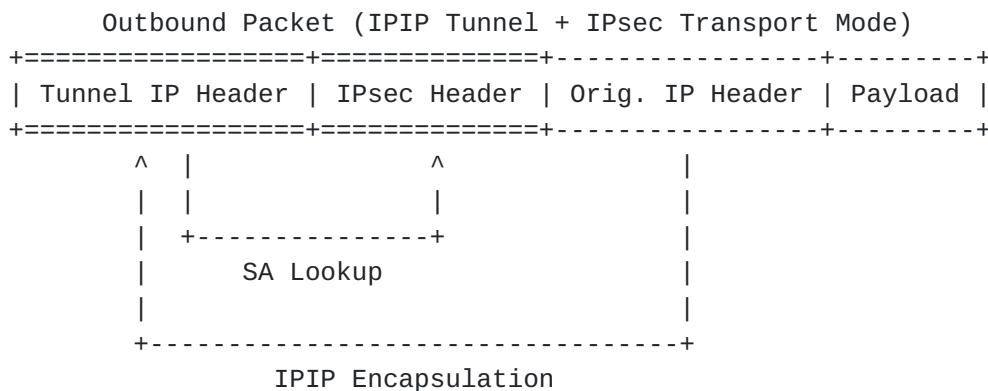 Outbound Packet (IPIP Tunnel + IPsec Transport Mode)
+==================+==============+-----------------+---------+
| Tunnel IP Header | IPsec Header | Orig. IP Header | Payload |
+==================+==============+-----------------+---------+
^ | ^ |
| | | |
| +---------------+ |
| SA Lookup |
| |
+----------------------------------+
IPIP Encapsulation